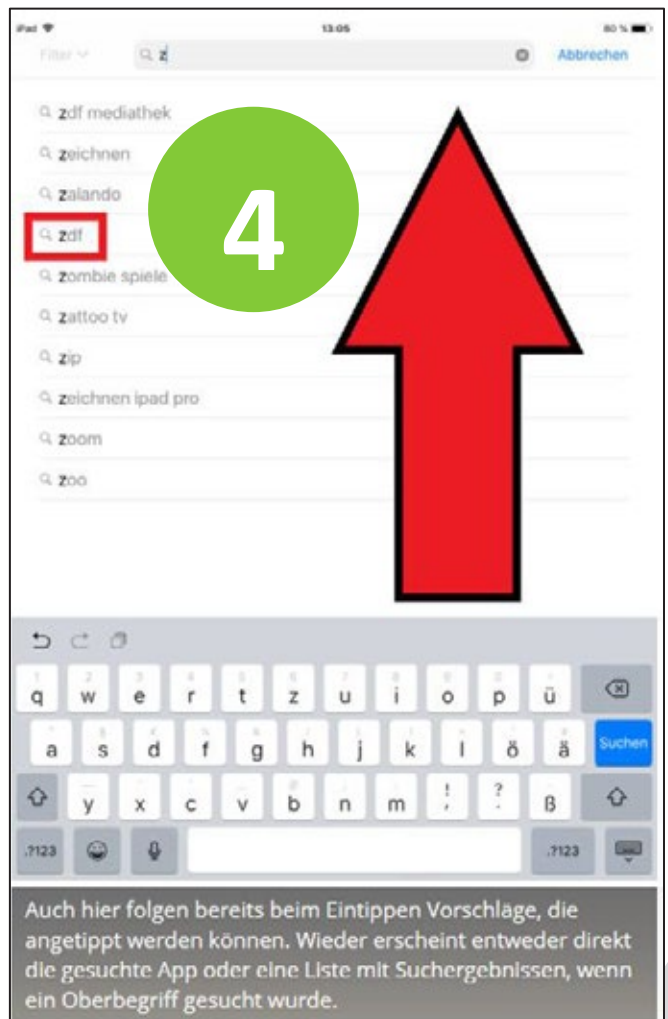 iPad 13:05 80 %
Filter z Abbrechen
zdf mediathek
zeichnen
zalando
zdf
zombie spiele
zattoo tv
zip
zeichnen ipad pro
zoom
zoo
4
q w e r t z u i o p ü
a s d f g h j k l ö ä Suchen
y x c v b n m ! , ? . ß
.?123 .?123
Auch hier folgen bereits beim Eintippen Vorschläge, die
angetippt werden können. Wieder erscheint entweder direkt
die gesuchte App oder eine Liste mit Suchergebnissen, wenn
ein Oberbegriff gesucht wurde.